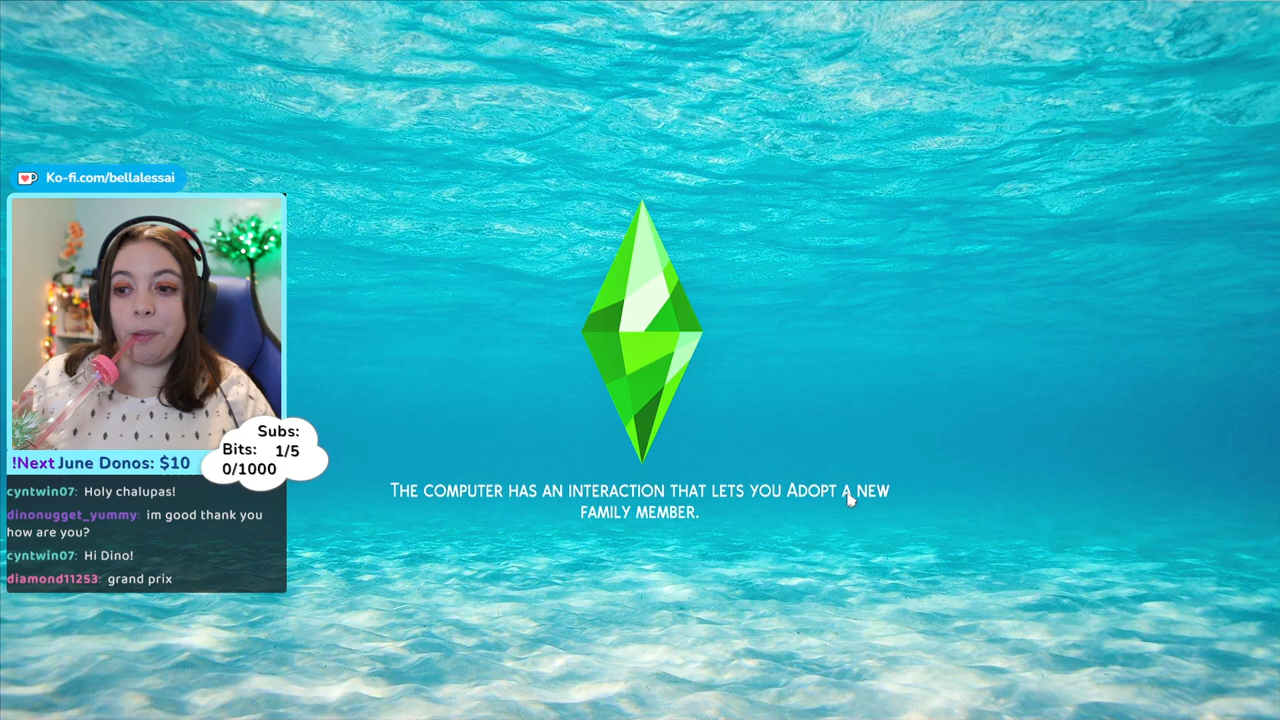 Ko-fi.com/bellalessai
Subs:
1/5
Bits:
0/1000
!Next June Donos: $10
cyntwin07: Holy chalupas!
dinonugget_yummy: im good thank you
how are you?
cyntwin07: Hi Dino!
diamond11253: grand prix
The computer has an interaction that lets you Adopt a new
family member.